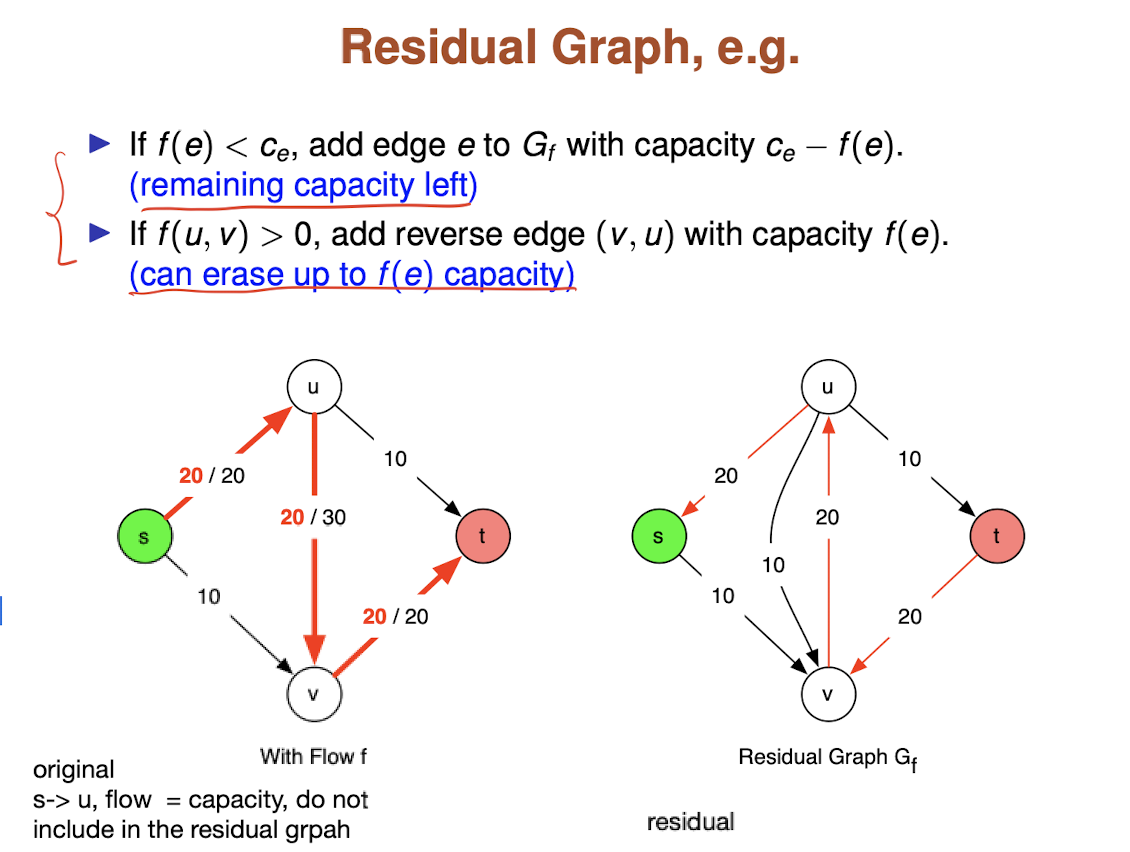 Residual Graph, e.g.
If f(e) < cₑ, add edge e to G_f with capacity cₑ − f(e).
(remaining capacity left)
If f(u, v) > 0, add reverse edge (v, u) with capacity f(e).
(can erase up to f(e) capacity)
u
20 / 20
10
20 / 30
s
t
10
20 / 20
v
With Flow f
u
20
10
20
s
t
10
10
20
v
Residual Graph G_f
original
s-> u, flow = capacity, do not
include in the residual grpah
residual